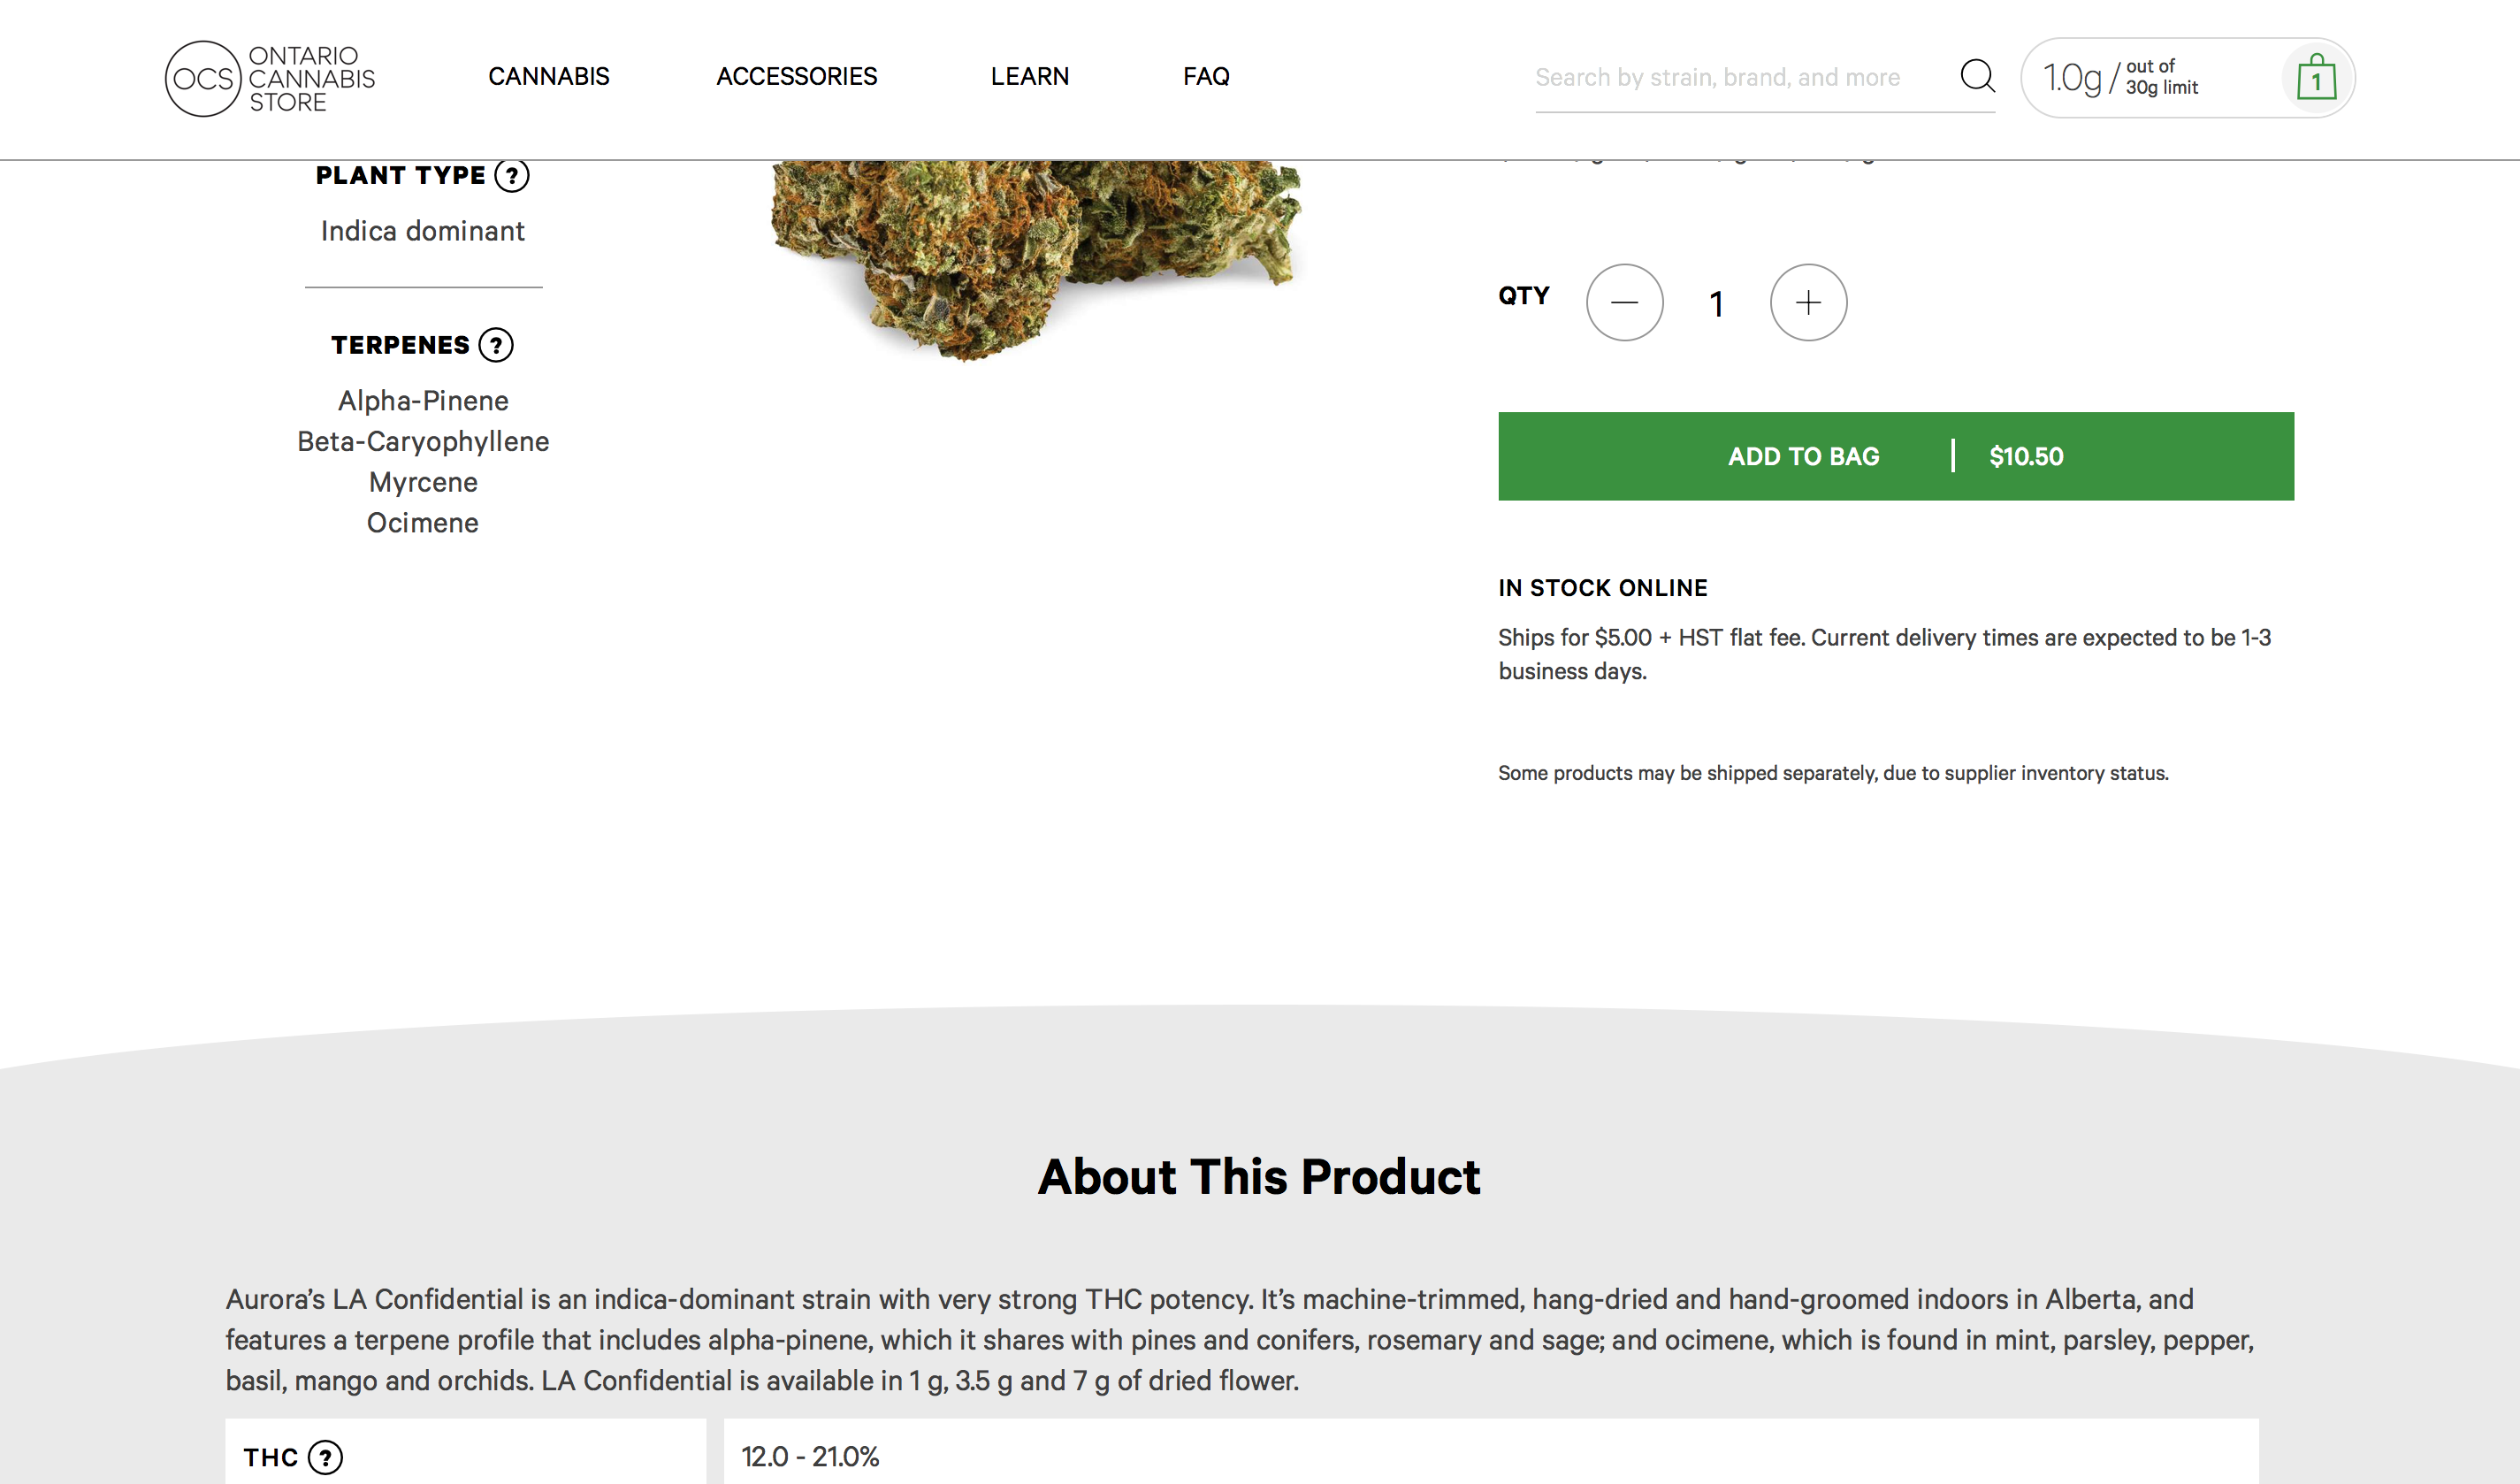 OCS ONTARIO
CANNABIS
STORE
CANNABIS
ACCESSORIES
LEARN
FAQ
Search by strain, brand, and more
1.0g / out of
30g limit
1
PLANT TYPE ?
Indica dominant
TERPENES ?
Alpha-Pinene
Beta-Caryophyllene
Myrcene
Ocimene
QTY — 1 +
ADD TO BAG | $10.50
IN STOCK ONLINE
Ships for $5.00 + HST flat fee. Current delivery times are expected to be 1-3
business days.
Some products may be shipped separately, due to supplier inventory status.
About This Product
Aurora’s LA Confidential is an indica-dominant strain with very strong THC potency. It’s machine-trimmed, hang-dried and hand-groomed indoors in Alberta, and
features a terpene profile that includes alpha-pinene, which it shares with pines and conifers, rosemary and sage; and ocimene, which is found in mint, parsley, pepper,
basil, mango and orchids. LA Confidential is available in 1 g, 3.5 g and 7 g of dried flower.
THC ? 12.0 - 21.0%